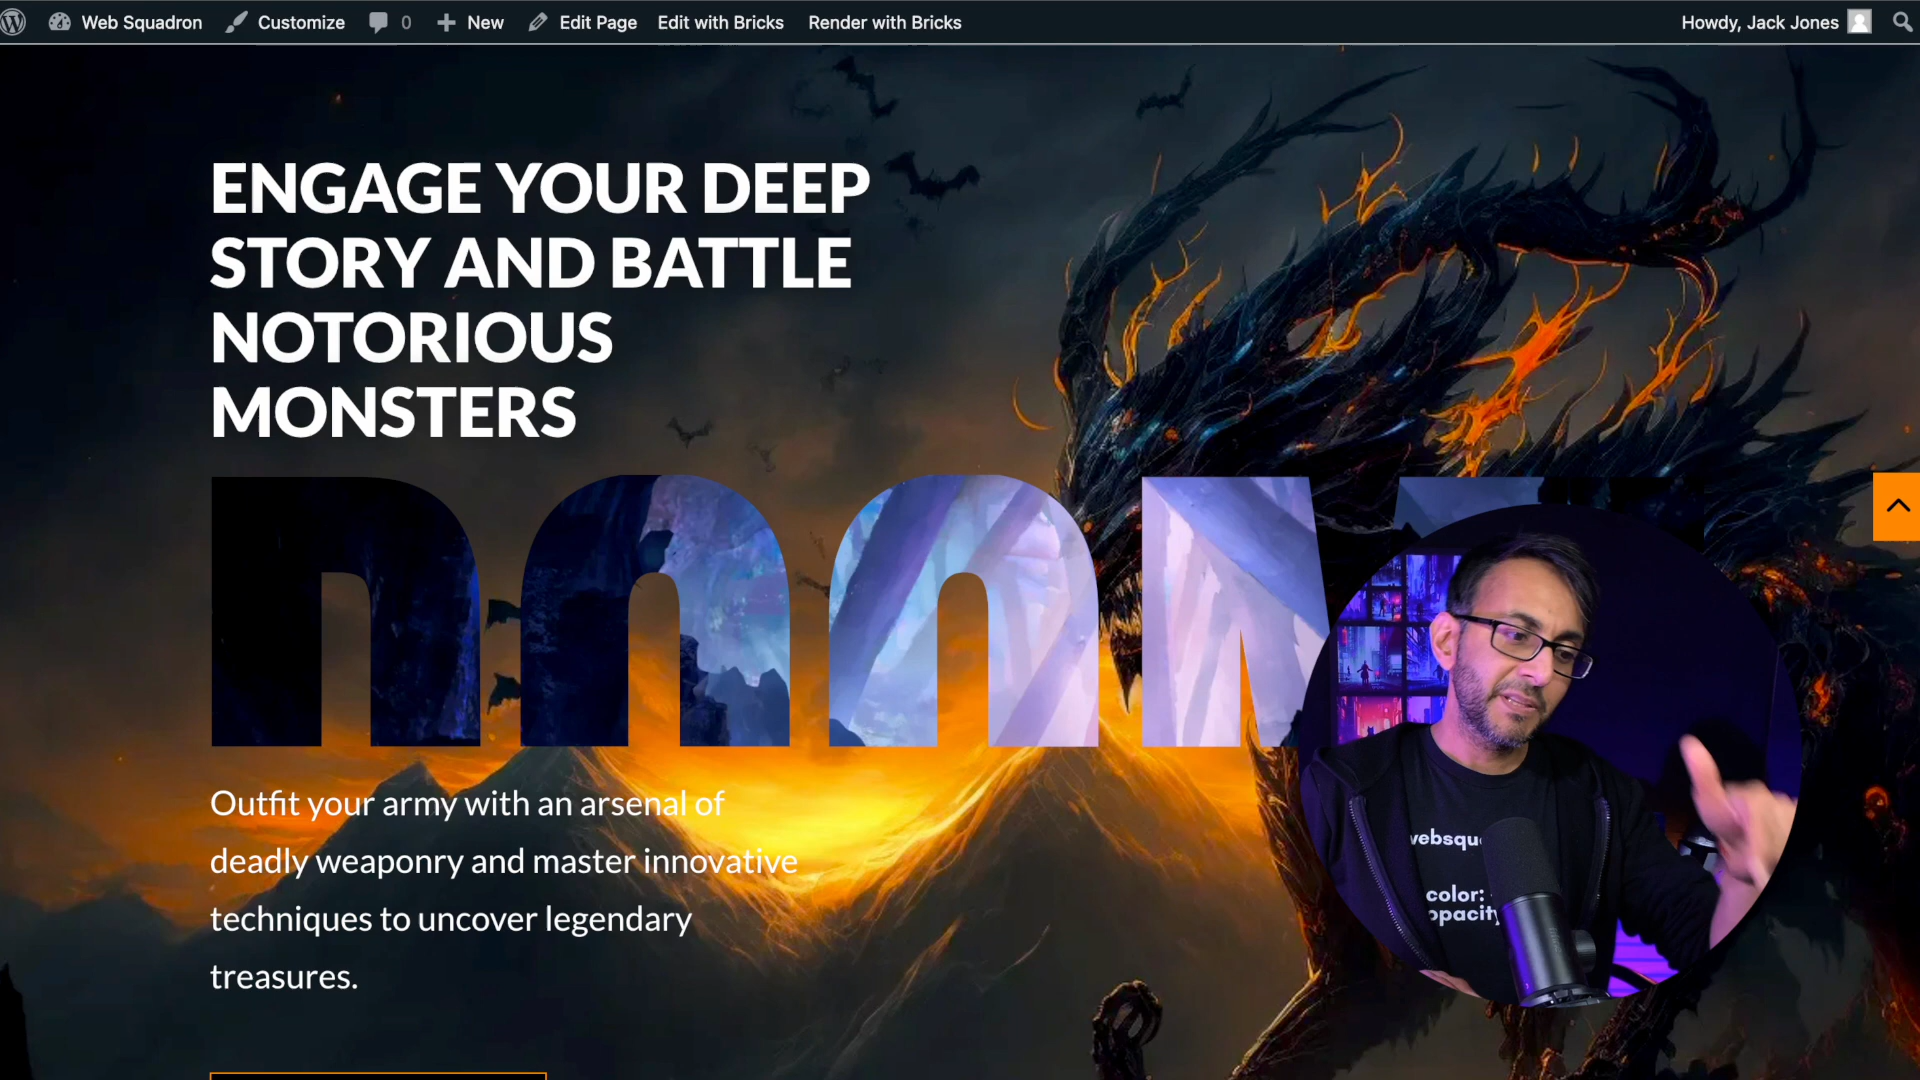 Web Squadron Customize 0 New Edit Page Edit with Bricks Render with Bricks Howdy, Jack Jones
ENGAGE YOUR DEEP
STORY AND BATTLE
NOTORIOUS
MONSTERS
Outfit your army with an arsenal of
deadly weaponry and master innovative
techniques to uncover legendary
treasures.
color: